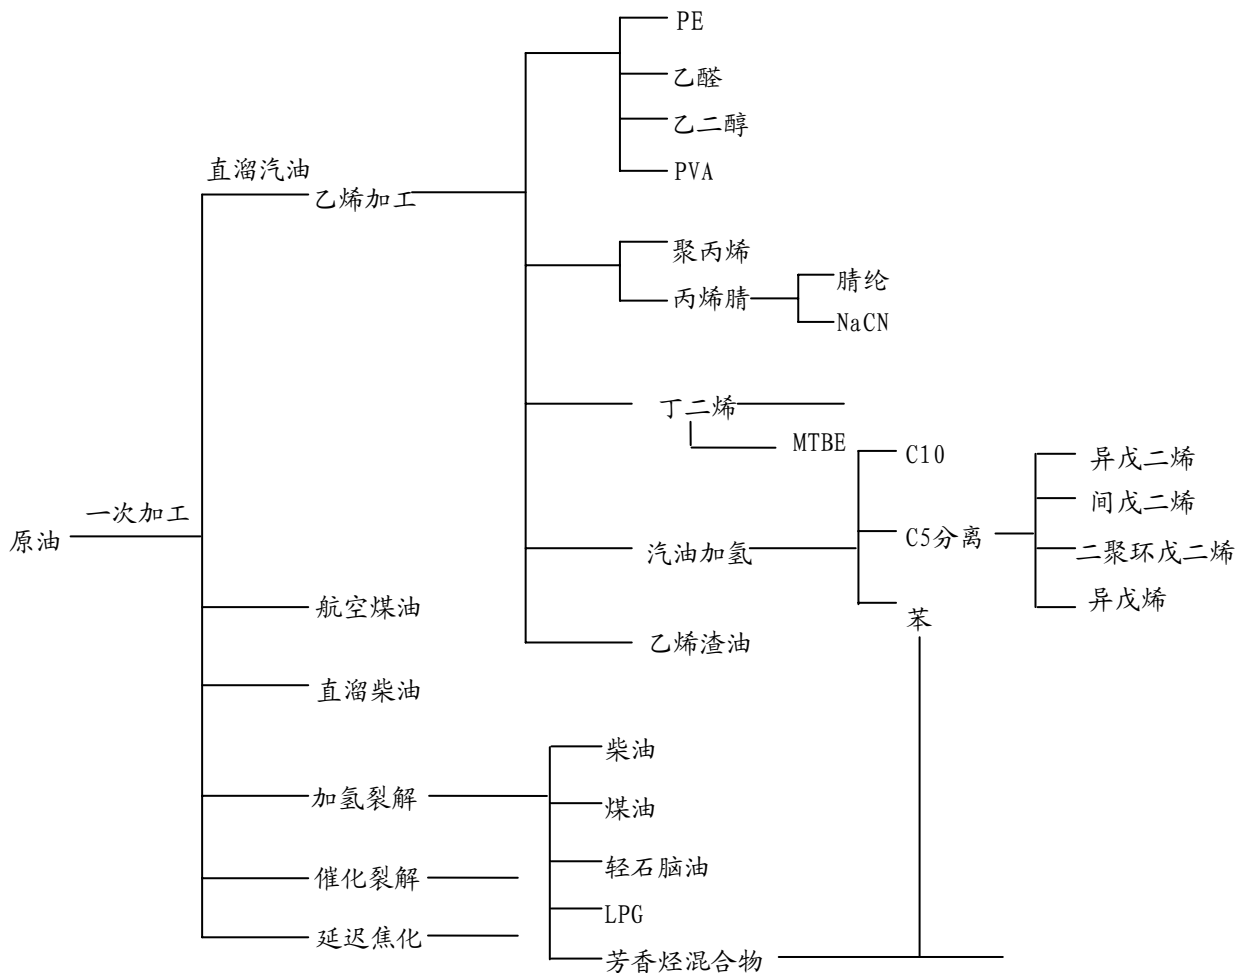 PE
乙醛
乙二醇
PVA
直溜汽油
乙烯加工
聚丙烯
丙烯腈
腈纶
NaCN
丁二烯
MTBE
C10
异戊二烯
间戊二烯
一次加工
原油
汽油加氢
C5分离
二聚环戊二烯
异戊烯
航空煤油
苯
乙烯渣油
直溜柴油
柴油
加氢裂解
煤油
轻石脑油
催化裂解
LPG
延迟焦化
芳香烃混合物